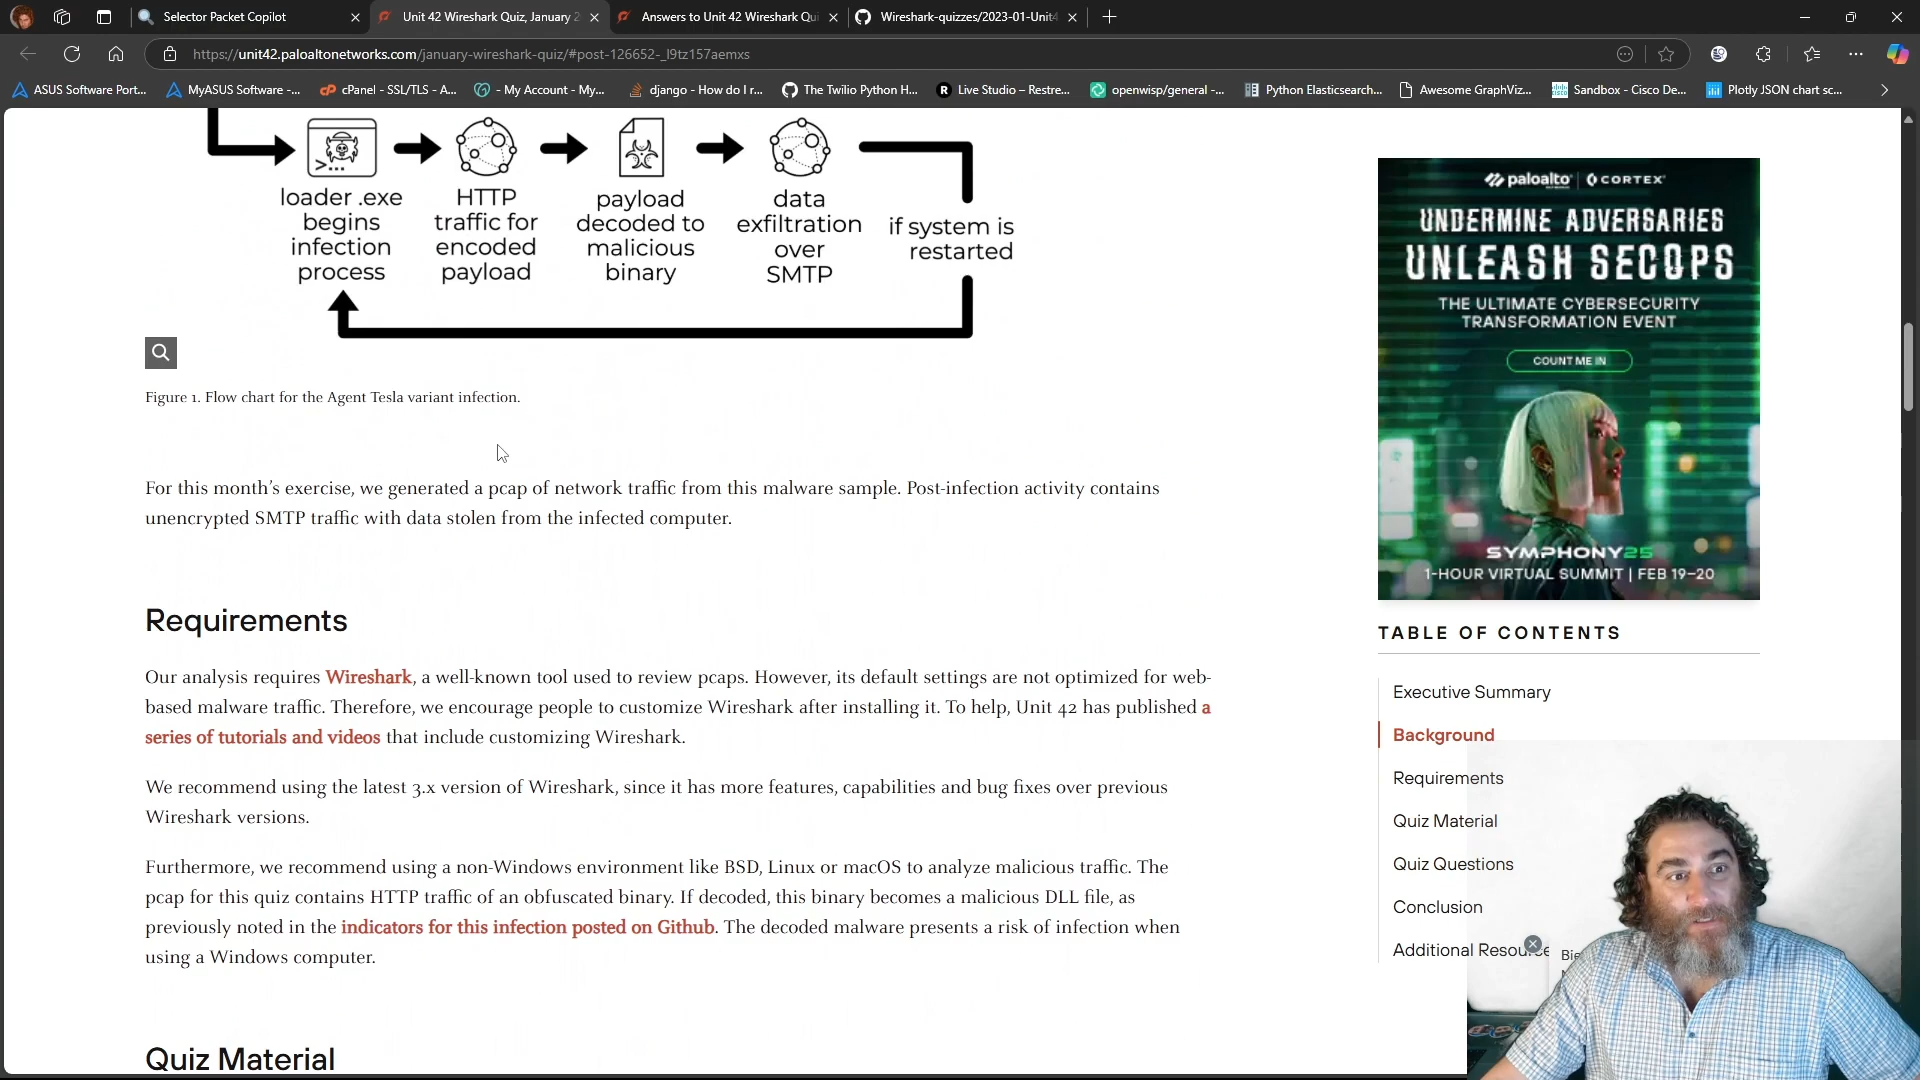 Selector Packet Copilot
Unit 42 Wireshark Quiz, January 2
Answers to Unit 42 Wireshark Qui
Wireshark-quizzes/2023-01-Unit4
https://unit42.paloaltonetworks.com/january-wireshark-quiz/#post-126652-_l9tz157aemxs
ASUS Software Port...
MyASUS Software -...
cPanel - SSL/TLS - A...
- My Account - My...
django - How do I r...
The Twilio Python H...
Live Studio – Restre...
openwisp/general -...
Python Elasticsearch...
Awesome GraphViz...
Sandbox - Cisco De...
Plotly JSON chart sc...
loader .exe
begins
infection
process
HTTP
traffic for
encoded
payload
payload
decoded to
malicious
binary
data
exfiltration
over
SMTP
if system is
restarted
Figure 1. Flow chart for the Agent Tesla variant infection.
For this month's exercise, we generated a pcap of network traffic from this malware sample. Post-infection activity contains
unencrypted SMTP traffic with data stolen from the infected computer.
Requirements
Our analysis requires Wireshark, a well-known tool used to review pcaps. However, its default settings are not optimized for web-
based malware traffic. Therefore, we encourage people to customize Wireshark after installing it. To help, Unit 42 has published a
series of tutorials and videos that include customizing Wireshark.
We recommend using the latest 3.x version of Wireshark, since it has more features, capabilities and bug fixes over previous
Wireshark versions.
Furthermore, we recommend using a non-Windows environment like BSD, Linux or macOS to analyze malicious traffic. The
pcap for this quiz contains HTTP traffic of an obfuscated binary. If decoded, this binary becomes a malicious DLL file, as
previously noted in the indicators for this infection posted on Github. The decoded malware presents a risk of infection when
using a Windows computer.
Quiz Material
paloalto | CORTEX
UNDERMINE ADVERSARIES
UNLEASH SECOPS
THE ULTIMATE CYBERSECURITY
TRANSFORMATION EVENT
COUNT ME IN
SYMPHONY25
1-HOUR VIRTUAL SUMMIT | FEB 19–20
TABLE OF CONTENTS
Executive Summary
Background
Requirements
Quiz Material
Quiz Questions
Conclusion
Additional Resource